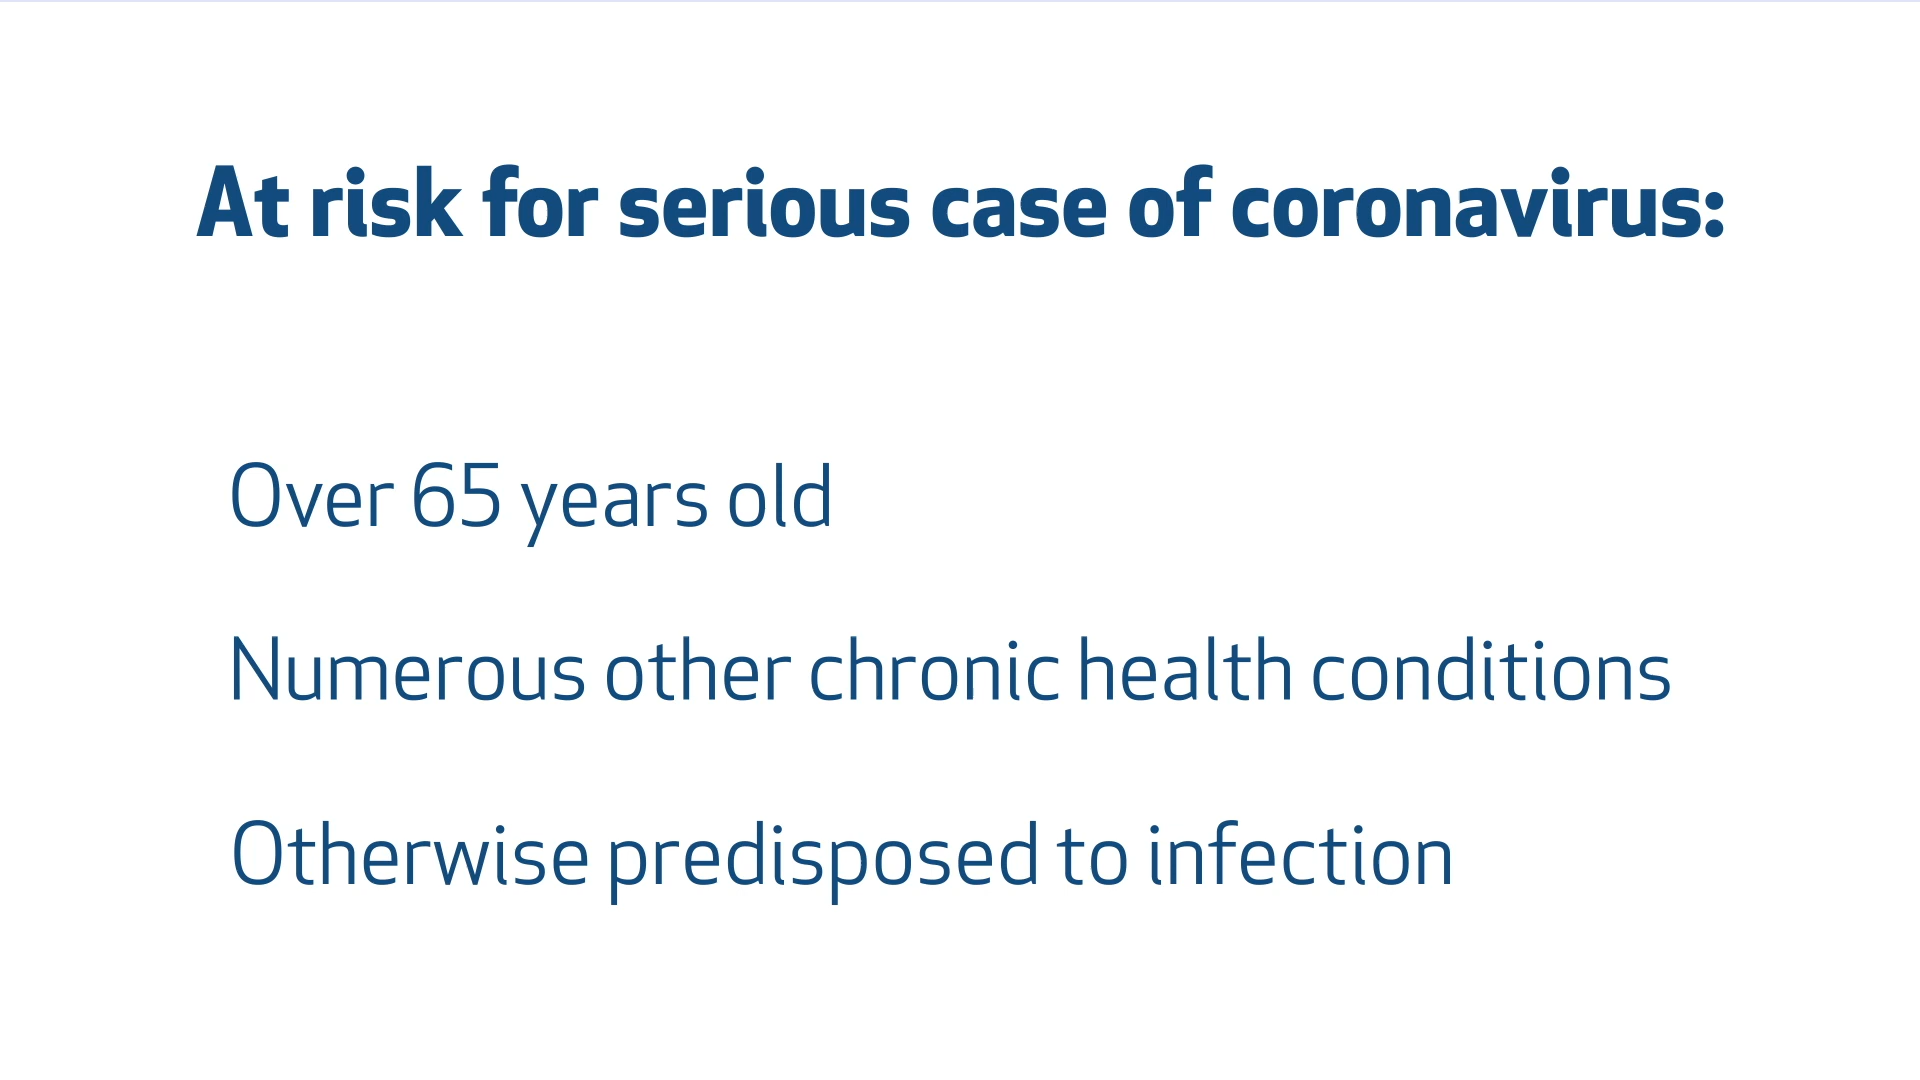 At risk for serious case of coronavirus:
Over 65 years old
Numerous other chronic health conditions
Otherwise predisposed to infection